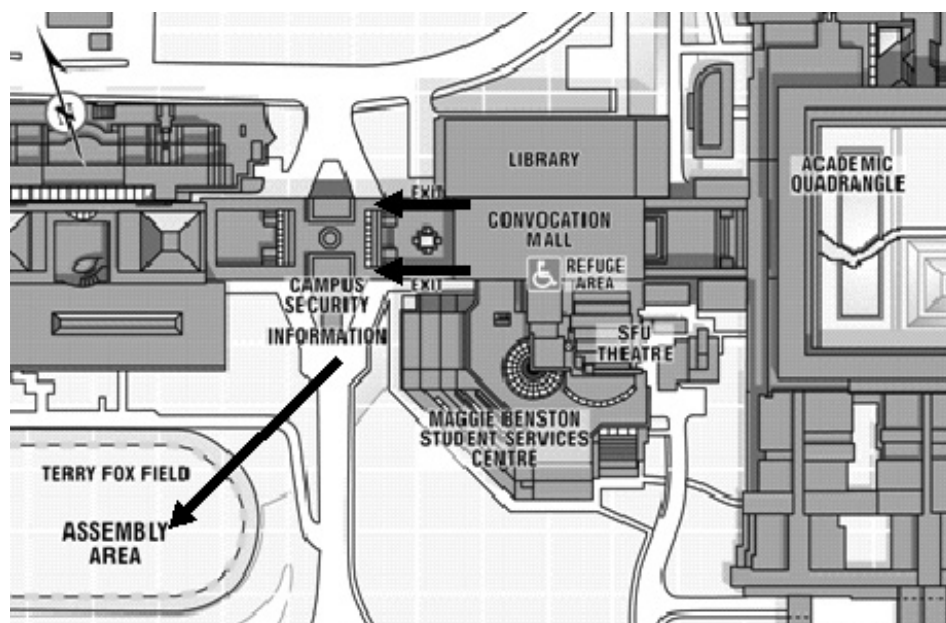 N
LIBRARY
ACADEMIC
QUADRANGLE
EXIT
CONVOCATION
MALL
REFUGE
AREA
EXIT
CAMPUS
SECURITY
INFORMATION
SFU
THEATRE
MAGGIE BENSTON
STUDENT SERVICES
CENTRE
TERRY FOX FIELD
ASSEMBLY
AREA